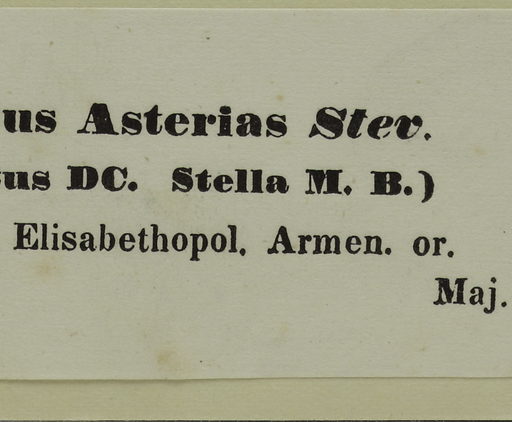 us Asterias Stev.
us DC. Stella M. B.)
Elisabethopol. Armen. or.
Maj.